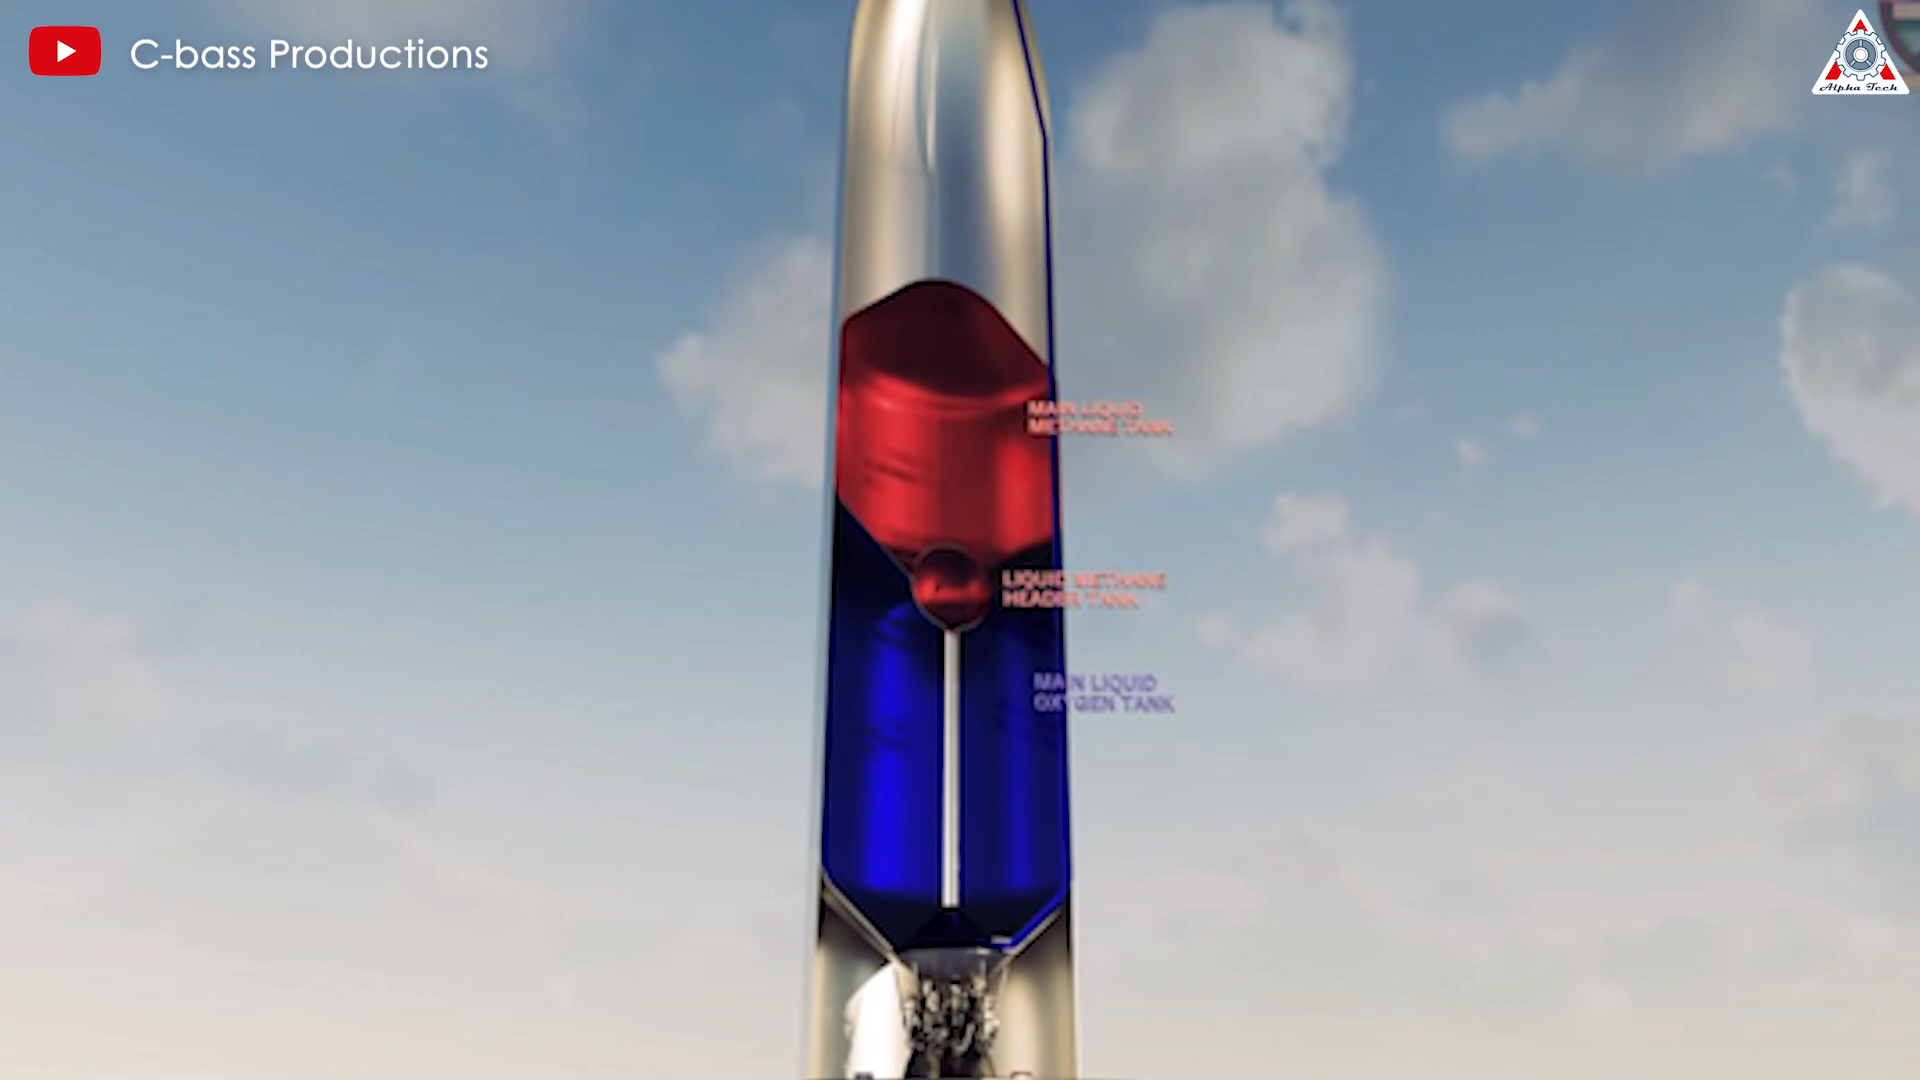 C-bass Productions
Alpha Tech
MAIN LIQUID
METHANE TANK
LIQUID METHANE
HEADER TANK
MAIN LIQUID
OXYGEN TANK